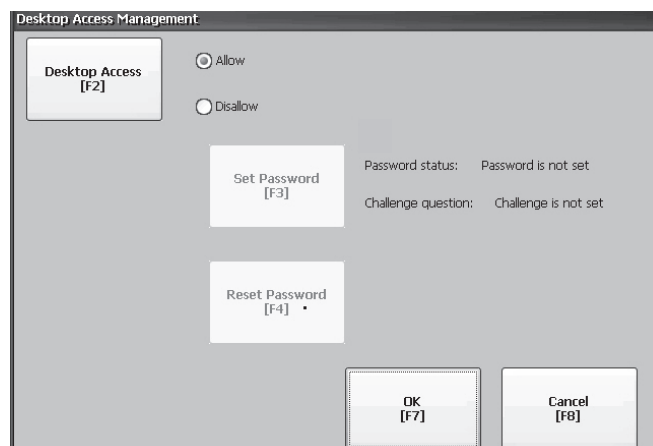 Desktop Access Management
Desktop Access
[F2]
Allow
Disallow
Set Password
[F3]
Password status: Password is not set
Challenge question: Challenge is not set
Reset Password
[F4]
OK
[F7]
Cancel
[F8]